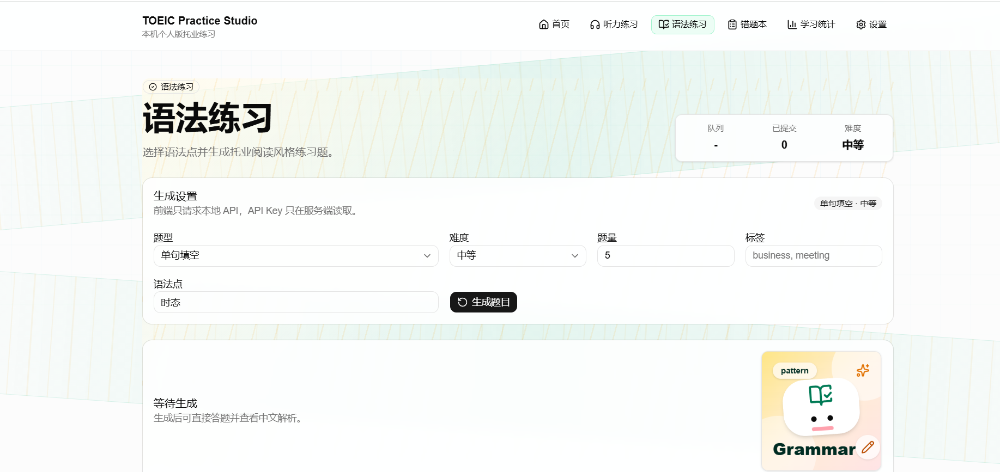 TOEIC Practice Studio
本机个人版托业练习
首页
听力练习
语法练习
错题本
学习统计
设置
语法练习
语法练习
选择语法点并生成托业阅读风格练习题。
队列
已提交
难度
-
0
中等
生成设置
前端只请求本地 API，API Key 只在服务端读取。
单句填空 · 中等
题型
难度
题量
标签
单句填空
中等
5
business, meeting
语法点
时态
生成题目
等待生成
生成后可直接答题并查看中文解析。
pattern
Grammar